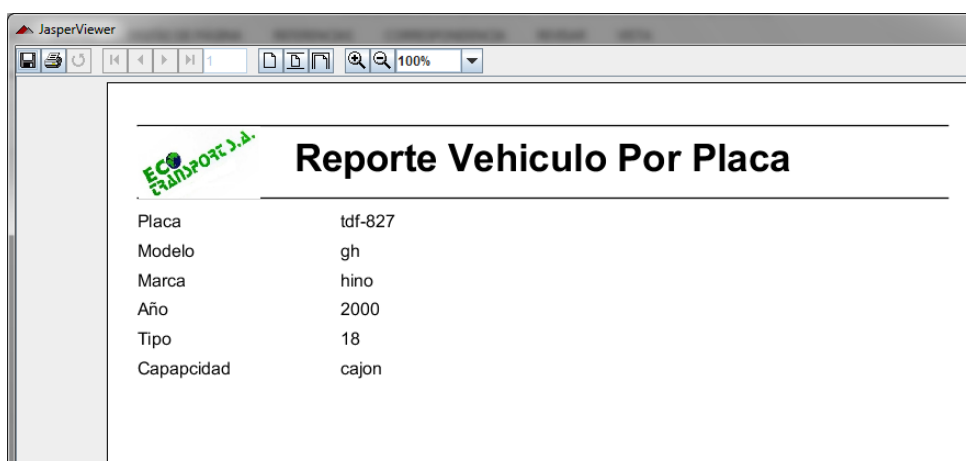 JasperViewer
1
100%
ECO
TRANSPORT S.A.
Reporte Vehiculo Por Placa
Placa tdf-827
Modelo gh
Marca hino
Año 2000
Tipo 18
Capapcidad cajon